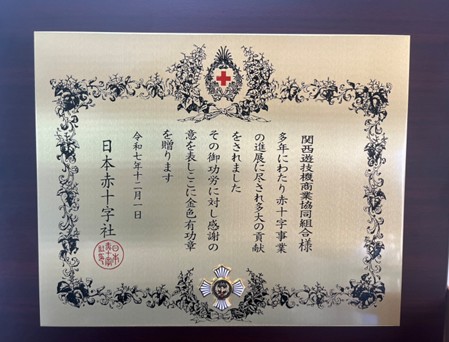 関西遊技機商業協同組合様
多年にわたり赤十字事業
の進展に尽され多大の貢献
をされました
その御功労に対し感謝の
意を表しここに金色有功章
を贈ります
令和七年十二月一日
日本赤十字社